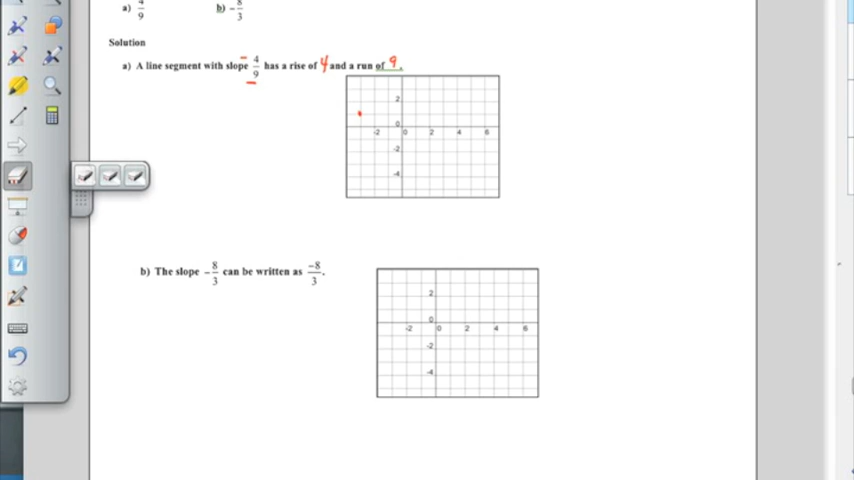 a) 4/9 b) -8/3
Solution
a) A line segment with slope 4/9 has a rise of 4 and a run of 9.
2
0
-2 0 2 4 6
-2
-4
b) The slope -8/3 can be written as -8/3.
2
0
-2 0 2 4 6
-2
-4